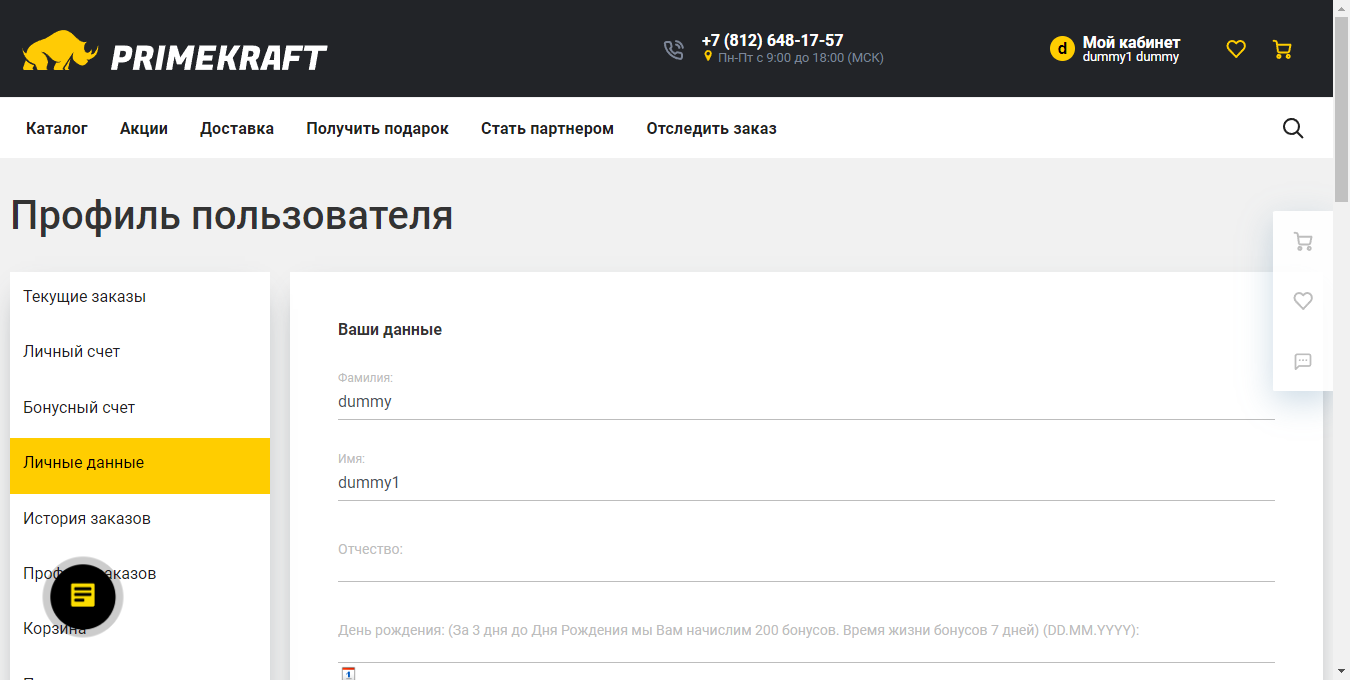 PRIMEKRAFT
+7 (812) 648-17-57
Пн-Пт с 9:00 до 18:00 (МСК)
d
Мой кабинет
dummy1 dummy
Каталог
Акции
Доставка
Получить подарок
Стать партнером
Отследить заказ
Профиль пользователя
Текущие заказы
Личный счет
Бонусный счет
Личные данные
История заказов
Корзина
Ваши данные
Фамилия:
dummy
Имя:
dummy1
Отчество:
День рождения: (За 3 дня до Дня Рождения мы Вам начислим 200 бонусов. Время жизни бонусов 7 дней) (DD.MM.YYYY):
1